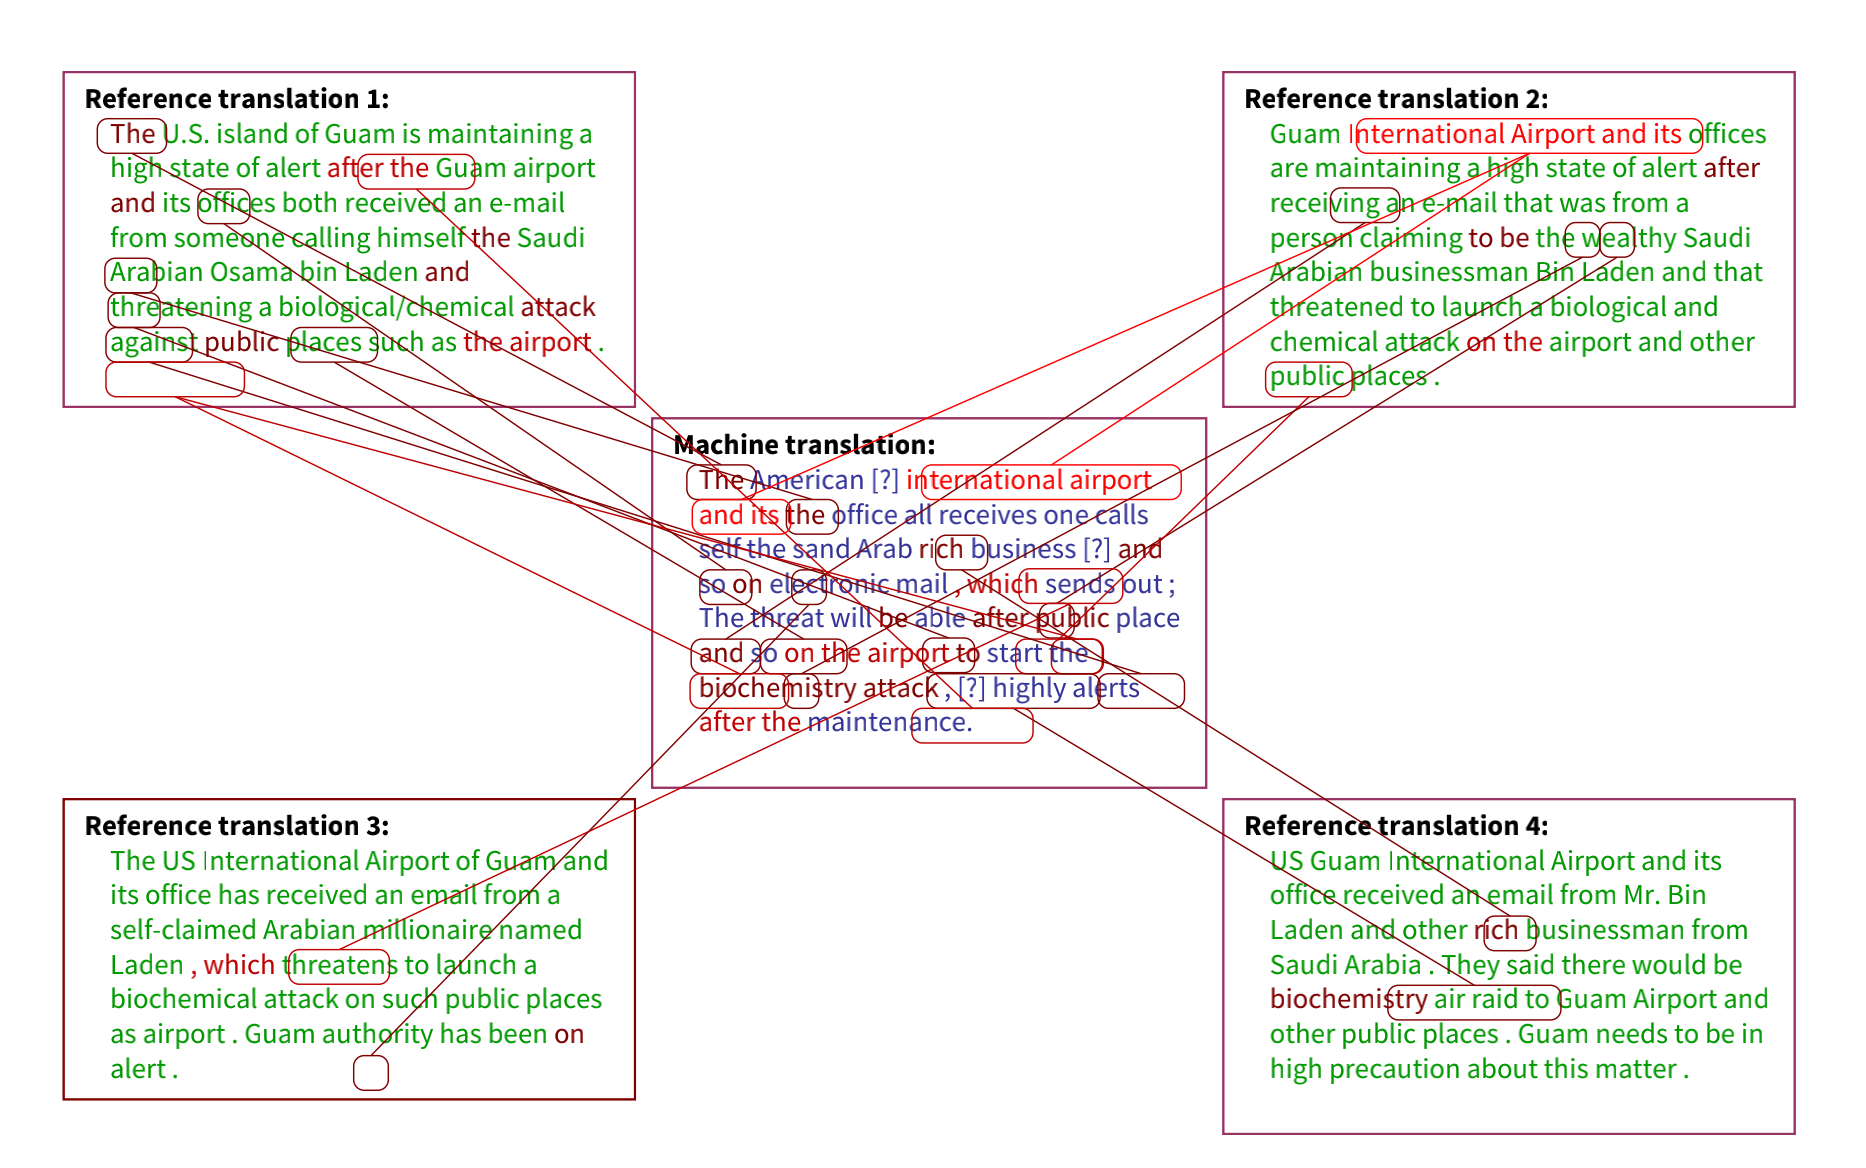 Reference translation 1:
The U.S. island of Guam is maintaining a
high state of alert after the Guam airport
and its offices both received an e-mail
from someone calling himself the Saudi
Arabian Osama bin Laden and
threatening a biological/chemical attack
against public places such as the airport .
Reference translation 2:
Guam International Airport and its offices
are maintaining a high state of alert after
receiving an e-mail that was from a
person claiming to be the wealthy Saudi
Arabian businessman Bin Laden and that
threatened to launch a biological and
chemical attack on the airport and other
public places .
Machine translation:
The American [?] international airport
and its the office all receives one calls
self the sand Arab rich business [?] and
so on electronic mail , which sends out ;
The threat will be able after public place
and so on the airport to start the
biochemistry attack , [?] highly alerts
after the maintenance.
Reference translation 3:
The US International Airport of Guam and
its office has received an email from a
self-claimed Arabian millionaire named
Laden , which threatens to launch a
biochemical attack on such public places
as airport . Guam authority has been on
alert .
Reference translation 4:
US Guam International Airport and its
office received an email from Mr. Bin
Laden and other rich businessman from
Saudi Arabia . They said there would be
biochemistry air raid to Guam Airport and
other public places . Guam needs to be in
high precaution about this matter .